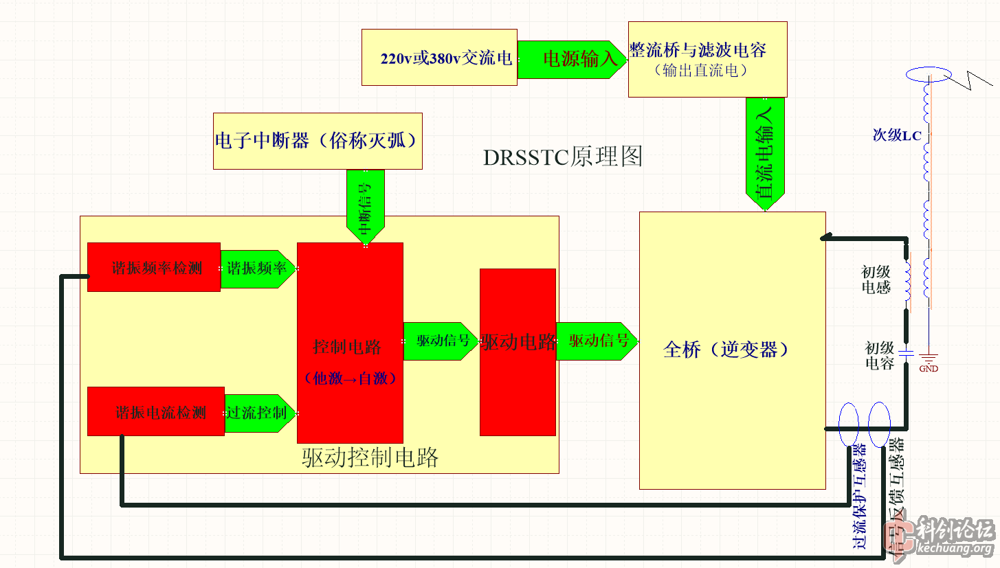 220v或380v交流电
电源输入
整流桥与滤波电容
（输出直流电）
直流电输入
电子中断器（俗称灭弧）
DRSSTC原理图
次级LC
中断信号
谐振频率检测
谐振频率
初级
电感
控制电路
（他激→自激）
驱动信号
驱动电路
驱动信号
全桥（逆变器）
初级
电容
GND
谐振电流检测
过流控制
驱动控制电路
过流保护互感器
信号反馈互感器
科创论坛
kechuang.org